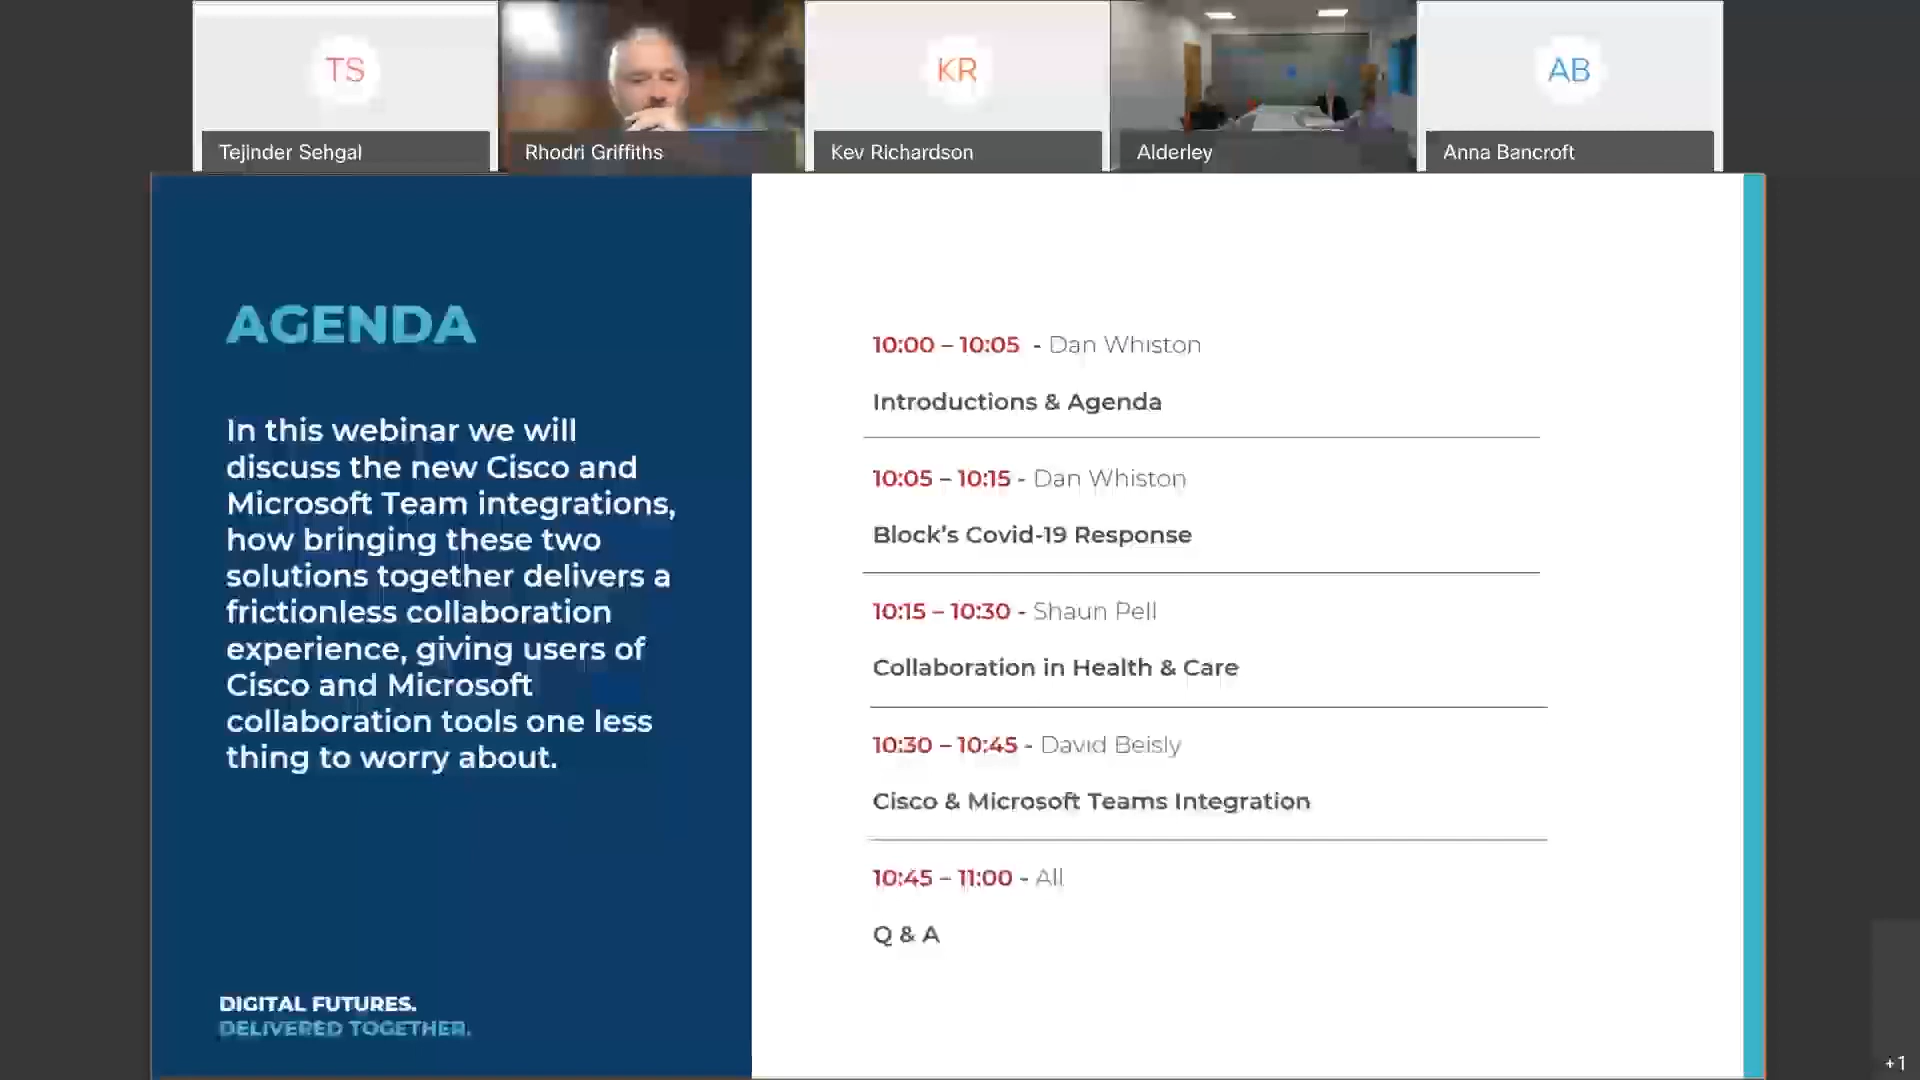 TS
KR
AB
Tejinder Sehgal
Rhodri Griffiths
Kev Richardson
Alderley
Anna Bancroft
AGENDA
In this webinar we will
discuss the new Cisco and
Microsoft Team integrations,
how bringing these two
solutions together delivers a
frictionless collaboration
experience, giving users of
Cisco and Microsoft
collaboration tools one less
thing to worry about.
DIGITAL FUTURES.
DELIVERED TOGETHER.
10:00 – 10:05 - Dan Whiston
Introductions & Agenda
10:05 – 10:15 - Dan Whiston
Block’s Covid-19 Response
10:15 – 10:30 - Shaun Pell
Collaboration in Health & Care
10:30 – 10:45 - David Beisly
Cisco & Microsoft Teams Integration
10:45 – 11:00 - All
Q & A
+1